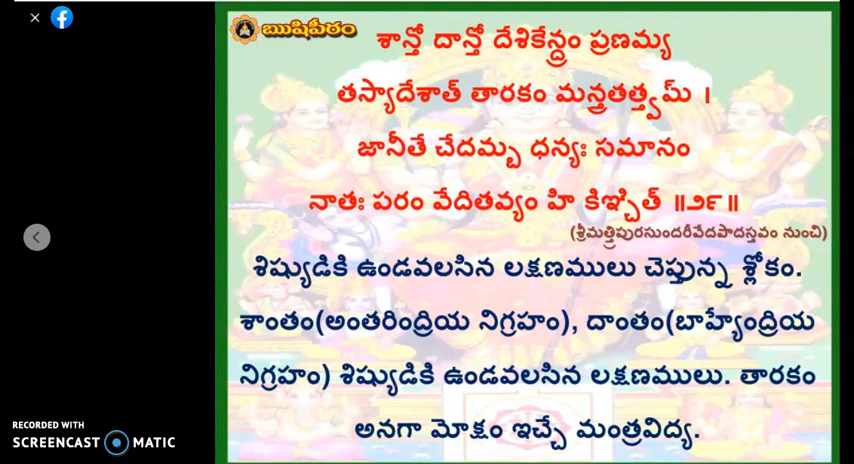 ఋషిపీఠం
శాన్తో దాన్తో దేశికేన్ద్రం ప్రణమ్య
తస్యాదేశాత్ తారకం మన్త్రతత్త్వమ్ ।
జానీతే చేదమ్బ ధన్యః సమానం
నాతః పరం వేదితవ్యం హి కిఞ్చిత్ ॥౨౯॥
(శ్రీమత్త్రిపురసుందరీవేదపాదస్తవం నుంచి)
శిష్యుడికి ఉండవలసిన లక్షణములు చెప్తున్న శ్లోకం.
శాంతం(అంతరింద్రియ నిగ్రహం), దాంతం(బాహ్యేంద్రియ
నిగ్రహం) శిష్యుడికి ఉండవలసిన లక్షణములు. తారకం
అనగా మోక్షం ఇచ్చే మంత్రవిద్య.
RECORDED WITH
SCREENCAST MATIC